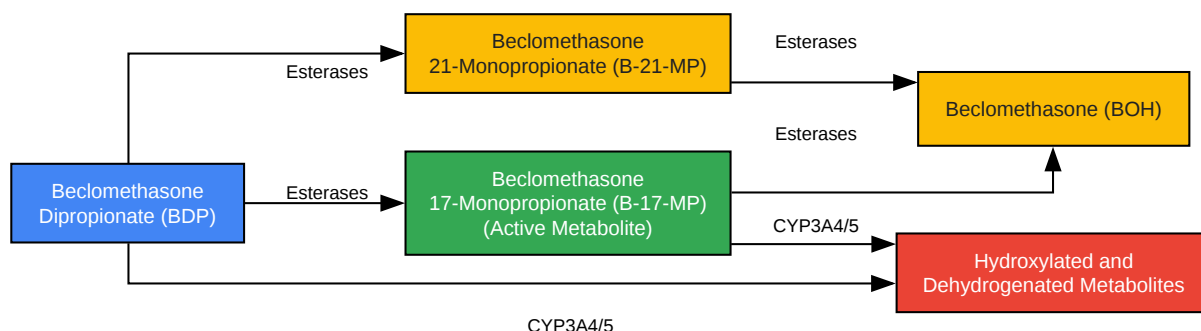 Beclomethasone
21-Monopropionate (B-21-MP)
Esterases
Esterases
Beclomethasone (BOH)
Esterases
Beclomethasone
Dipropionate (BDP)
Esterases
Beclomethasone
17-Monopropionate (B-17-MP)
(Active Metabolite)
CYP3A4/5
Hydroxylated and
Dehydrogenated Metabolites
CYP3A4/5